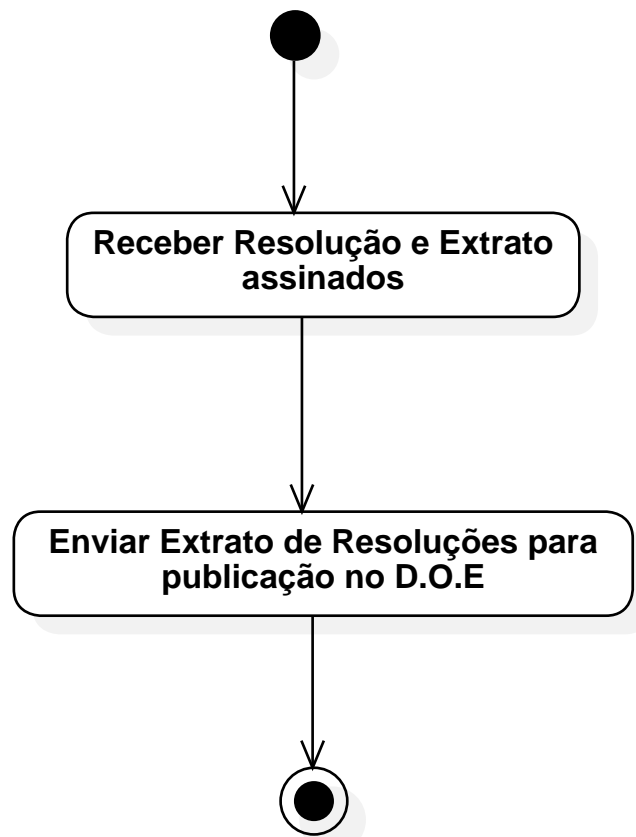 Receber Resolução e Extrato
assinados
Enviar Extrato de Resoluções para
publicação no D.O.E